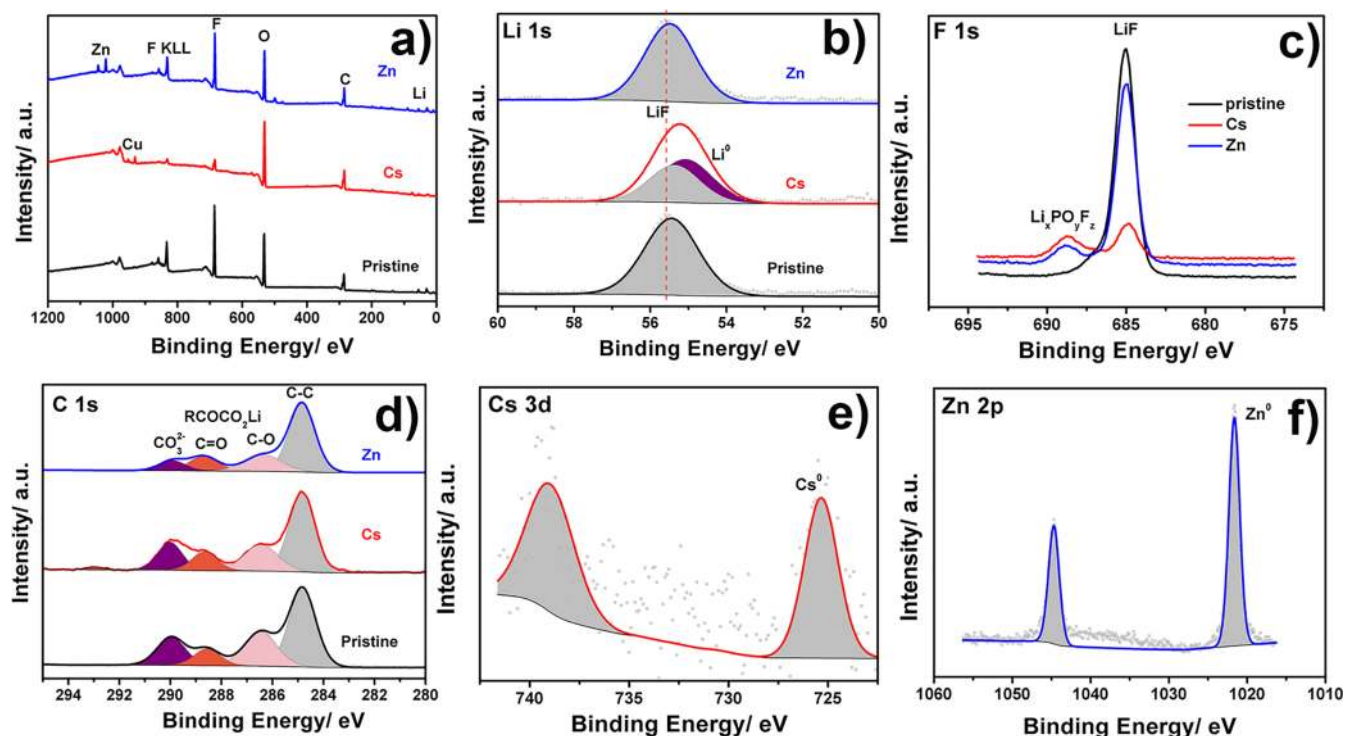 a)
F
Zn
F KLL
O
Zn
C
Li
Cu
Cs
Pristine
1200 1000 800 600 400 200 0
Binding Energy/ eV
Intensity/ a.u.
Li 1s
b)
Zn
LiF
Li⁰
Cs
Pristine
60 58 56 54 52 50
Binding Energy/ eV
Intensity/ a.u.
F 1s
LiF
c)
pristine
Cs
Zn
LiₓPOᵧF_z
695 690 685 680 675
Binding Energy/ eV
Intensity/ a.u.
C 1s
C-C
d)
RCOCO₂Li
CO₃²⁻ C=O C-O
Zn
Cs
Pristine
294 292 290 288 286 284 282 280
Binding Energy/ eV
Intensity/ a.u.
Cs 3d
e)
Cs⁰
740 735 730 725
Binding Energy/ eV
Intensity/ a.u.
Zn 2p
Zn⁰
f)
1060 1050 1040 1030 1020 1010
Binding Energy/ eV
Intensity/ a.u.